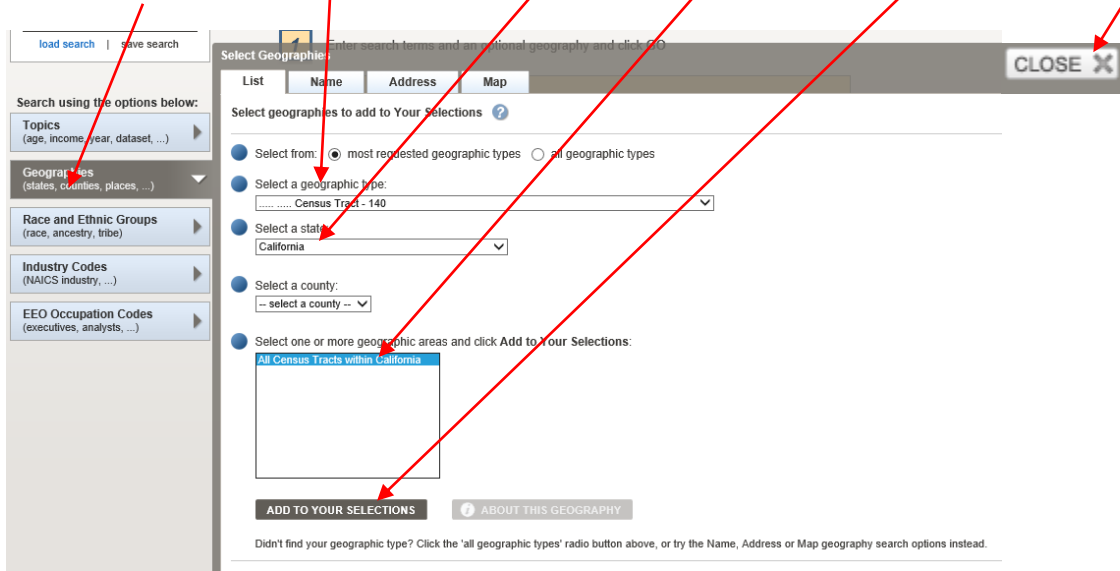 load search | save search
1 Enter search terms and an optional geography and click GO
Select Geographies
CLOSE X
List Name Address Map
Search using the options below:
Select geographies to add to Your Selections ?
Topics
(age, income, year, dataset, ...)
Select from: most requested geographic types all geographic types
Geographies
(states, counties, places, ...)
Select a geographic type:
..... ..... Census Tract - 140
Race and Ethnic Groups
(race, ancestry, tribe)
Select a state:
California
Industry Codes
(NAICS industry, ...)
Select a county:
-- select a county --
EEO Occupation Codes
(executives, analysts, ...)
Select one or more geographic areas and click Add to Your Selections:
All Census Tracts within California
ADD TO YOUR SELECTIONS i ABOUT THIS GEOGRAPHY
Didn't find your geographic type? Click the 'all geographic types' radio button above, or try the Name, Address or Map geography search options instead.